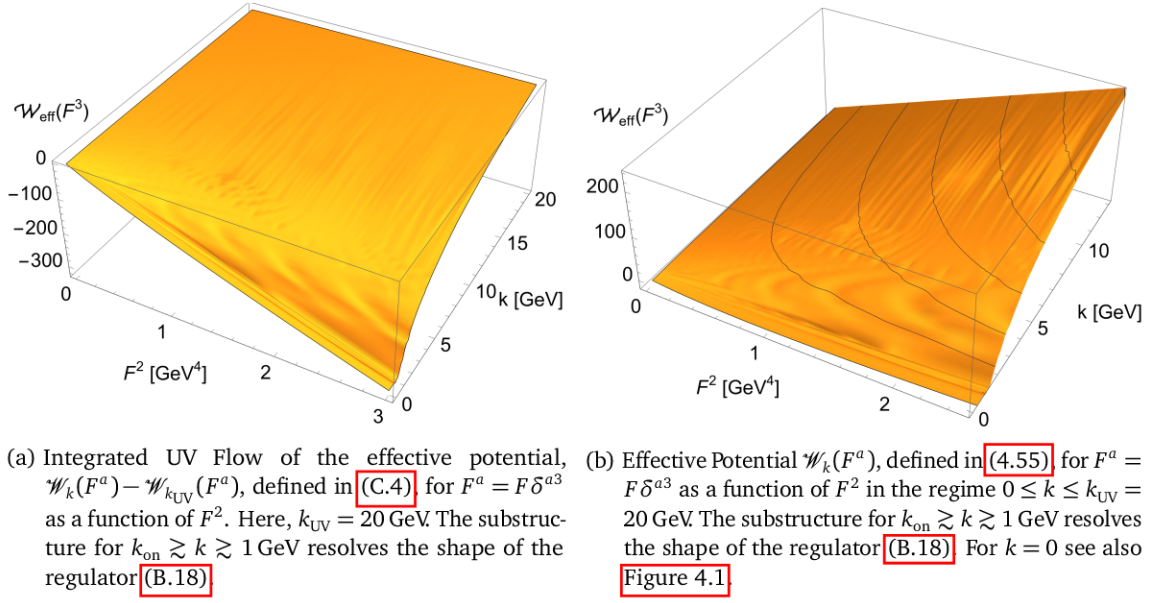 𝒲eff(F³)
0
−100
−200
−300
0
1
2
3
F² [GeV⁴]
0
5
10
15
20
k [GeV]
𝒲eff(F³)
200
100
0
0
1
2
F² [GeV⁴]
0
5
10
k [GeV]
(a) Integrated UV Flow of the effective potential,
𝒲k(Fᵃ) − 𝒲kUV(Fᵃ), defined in (C.4), for Fᵃ =Fδᵃ³
as a function of F². Here, kUV = 20 GeV. The substruc-
ture for kon ≳ k ≳ 1 GeV resolves the shape of the
regulator (B.18).
(b) Effective Potential 𝒲k(Fᵃ), defined in (4.55), for Fᵃ =
Fδᵃ³ as a function of F² in the regime 0 ≤ k ≤ kUV =
20 GeV. The substructure for kon ≳ k ≳ 1 GeV resolves
the shape of the regulator (B.18). For k = 0 see also
Figure 4.1.